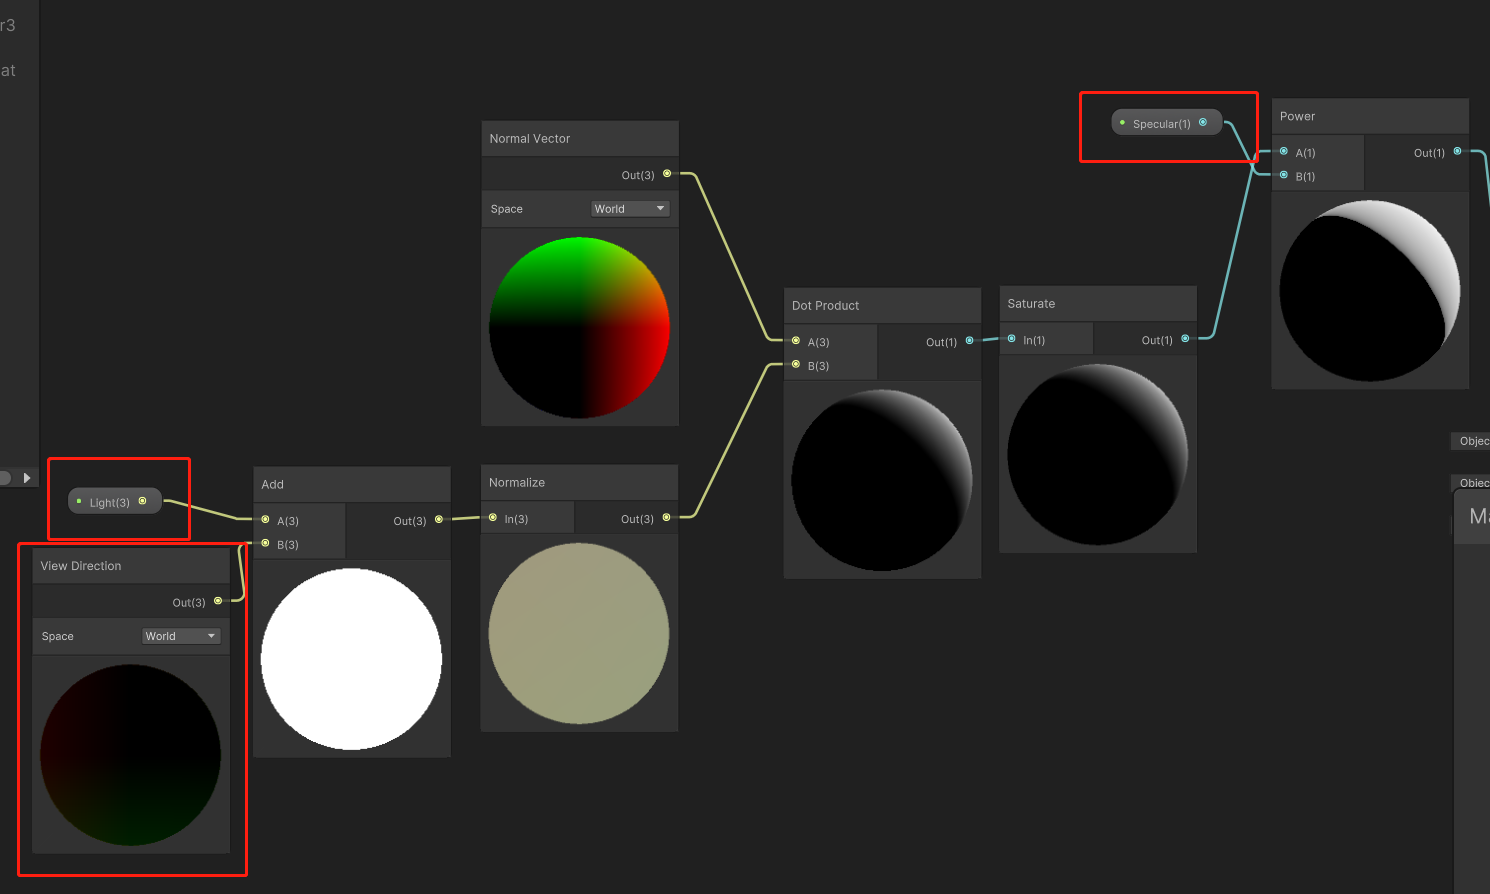 r3
at
Normal Vector
Out(3)
Space
World
Specular(1)
Power
A(1)
B(1)
Out(1)
Dot Product
A(3)
B(3)
Out(1)
Saturate
In(1)
Out(1)
Light(3)
Add
A(3)
B(3)
Out(3)
Normalize
In(3)
Out(3)
View Direction
Out(3)
Space
World
Objec
Objec
Ma